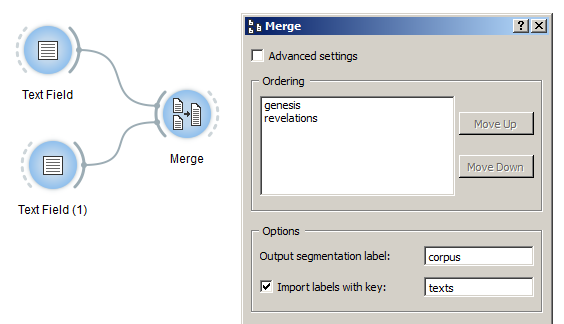 Text Field
Merge
Text Field (1)
Merge
Advanced settings
Ordering
genesis
revelations
Move Up
Move Down
Options
Output segmentation label: corpus
Import labels with key: texts